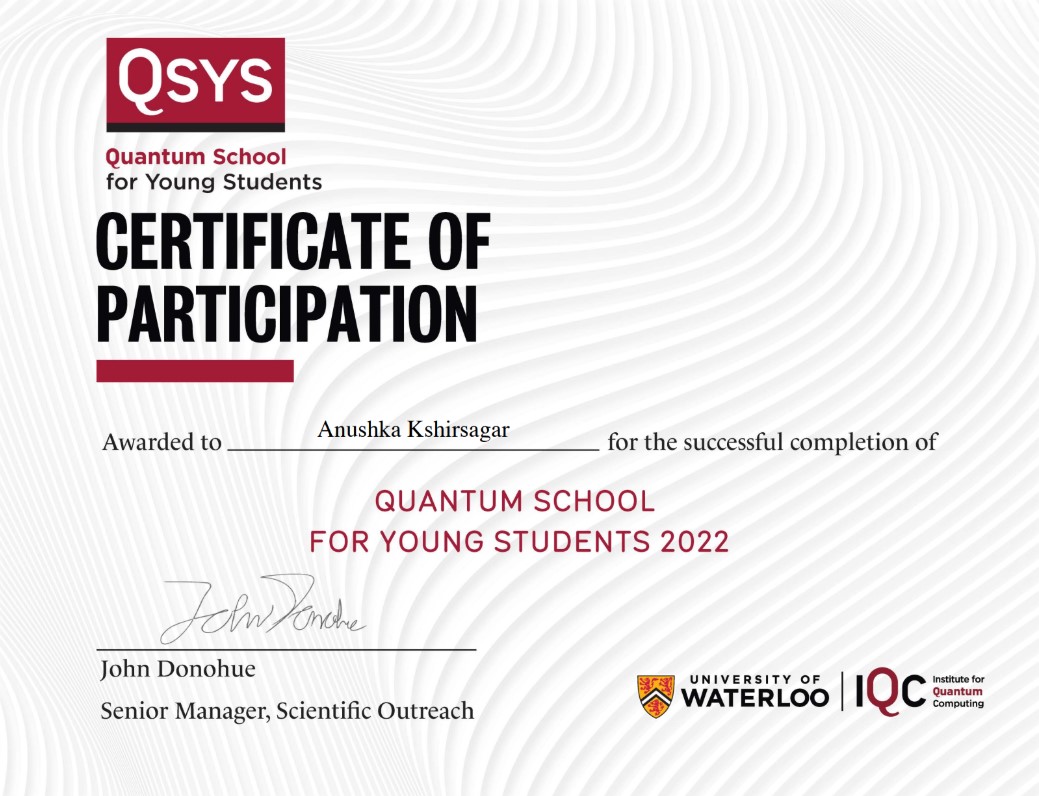 QSYS
Quantum School
for Young Students
CERTIFICATE OF
PARTICIPATION
Awarded to Anushka Kshirsagar for the successful completion of
QUANTUM SCHOOL
FOR YOUNG STUDENTS 2022
John Donohue
John Donohue
Senior Manager, Scientific Outreach
UNIVERSITY OF
WATERLOO
IQC
Institute for
Quantum
Computing